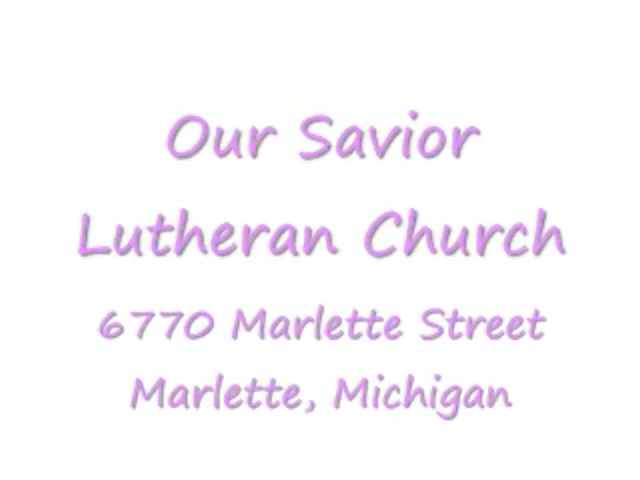 Our Savior
Lutheran Church
6770 Marlette Street
Marlette, Michigan